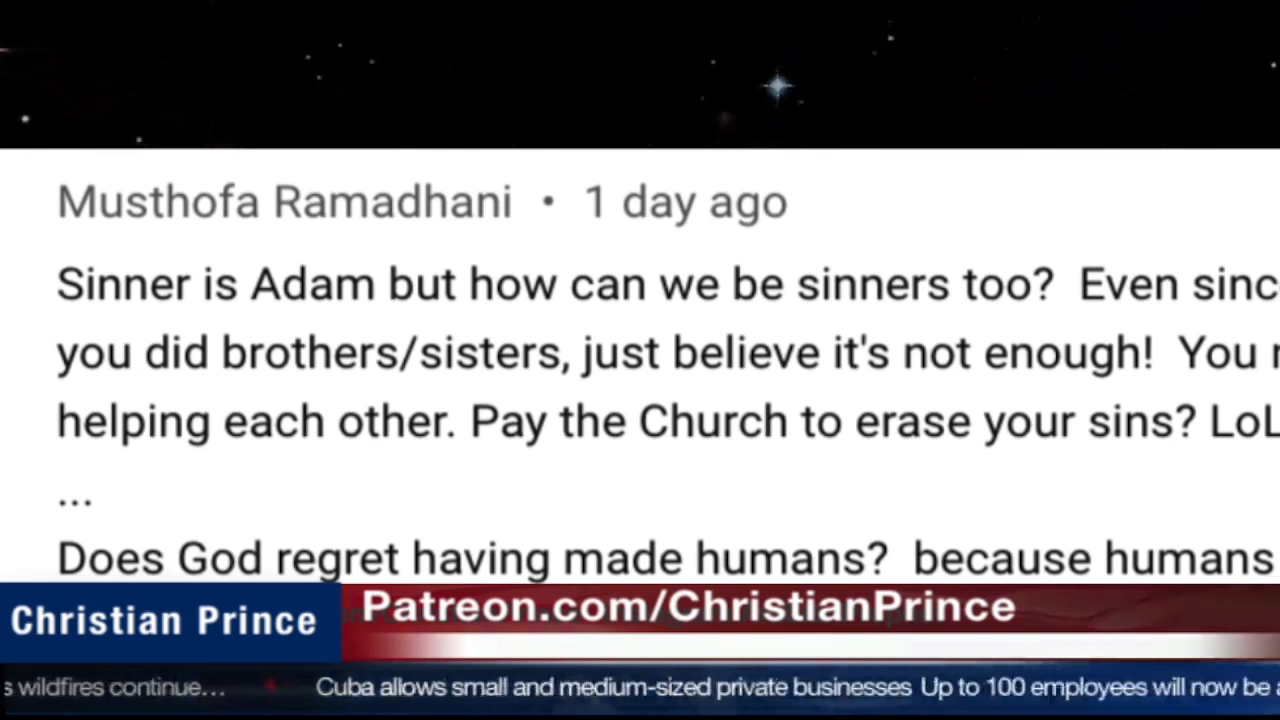 Musthofa Ramadhani • 1 day ago
Sinner is Adam but how can we be sinners too? Even sinc
you did brothers/sisters, just believe it's not enough! You
helping each other. Pay the Church to erase your sins? LoL
...
Does God regret having made humans? because humans
Christian Prince
Patreon.com/ChristianPrince
s wildfires continue... Cuba allows small and medium-sized private businesses Up to 100 employees will now be